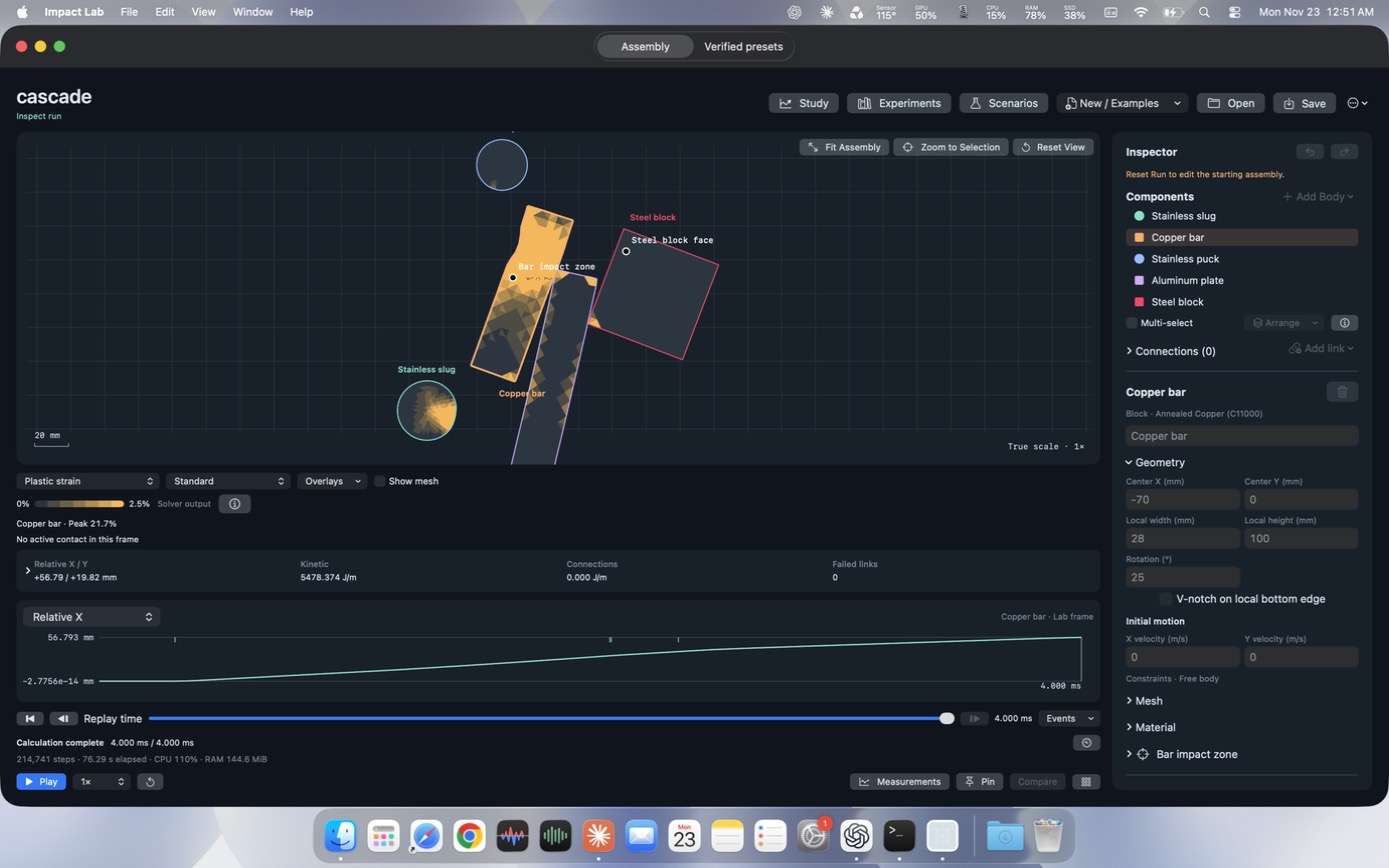 Impact Lab File Edit View Window Help
Sensor 115° GPU 50% CPU 15% RAM 78% SSD 38% Mon Nov 23 12:51 AM
Assembly Verified presets
cascade
Inspect run
Study Experiments Scenarios New / Examples Open Save
Fit Assembly Zoom to Selection Reset View
Steel block
Steel block face
Bar impact zone
Stainless slug
Copper bar
20 mm
True scale · 1×
Plastic strain Standard Overlays Show mesh
0% 2.5% Solver output
Copper bar · Peak 21.7%
No active contact in this frame
Relative X / Y Kinetic Connections Failed links
+56.79 / +19.82 mm 5478.374 J/m 0.000 J/m 0
Relative X Copper bar · Lab frame
56.793 mm
-2.7756e-14 mm
4.000 ms
Replay time 4.000 ms Events
Calculation complete 4.000 ms / 4.000 ms
214,741 steps · 76.29 s elapsed · CPU 110% · RAM 144.6 MiB
Play 1× Measurements Pin Compare
Inspector
Reset Run to edit the starting assembly.
Components Add Body
Stainless slug
Copper bar
Stainless puck
Aluminum plate
Steel block
Multi-select Arrange
Connections (0) Add link
Copper bar
Block · Annealed Copper (C11000)
Copper bar
Geometry
Center X (mm) Center Y (mm)
-70 0
Local width (mm) Local height (mm)
28 100
Rotation (°)
25
V-notch on local bottom edge
Initial motion
X velocity (m/s) Y velocity (m/s)
0 0
Constraints · Free body
Mesh
Material
Bar impact zone
Mon
23
1